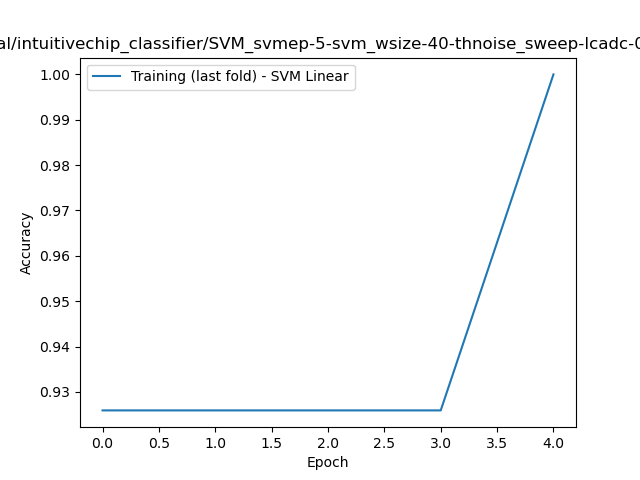 al/intuitivechip_classifier/SVM_svmep-5-svm_wsize-40-thnoise_sweep-lcadc-0
Training (last fold) - SVM Linear
1.00
0.99
0.98
0.97
0.96
0.95
0.94
0.93
Accuracy
0.0 0.5 1.0 1.5 2.0 2.5 3.0 3.5 4.0
Epoch